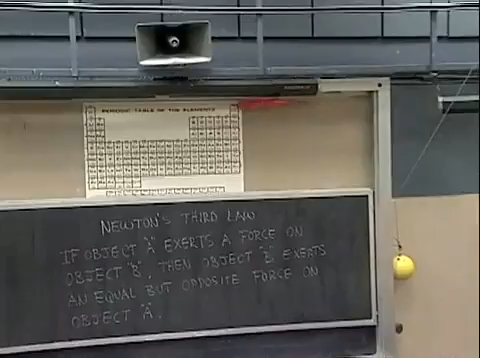 PERIODIC TABLE OF THE ELEMENTS
NEWTON'S THIRD LAW
IF OBJECT "A" EXERTS A FORCE ON
OBJECT "B", THEN OBJECT "B" EXERTS
AN EQUAL BUT OPPOSITE FORCE ON
OBJECT "A".